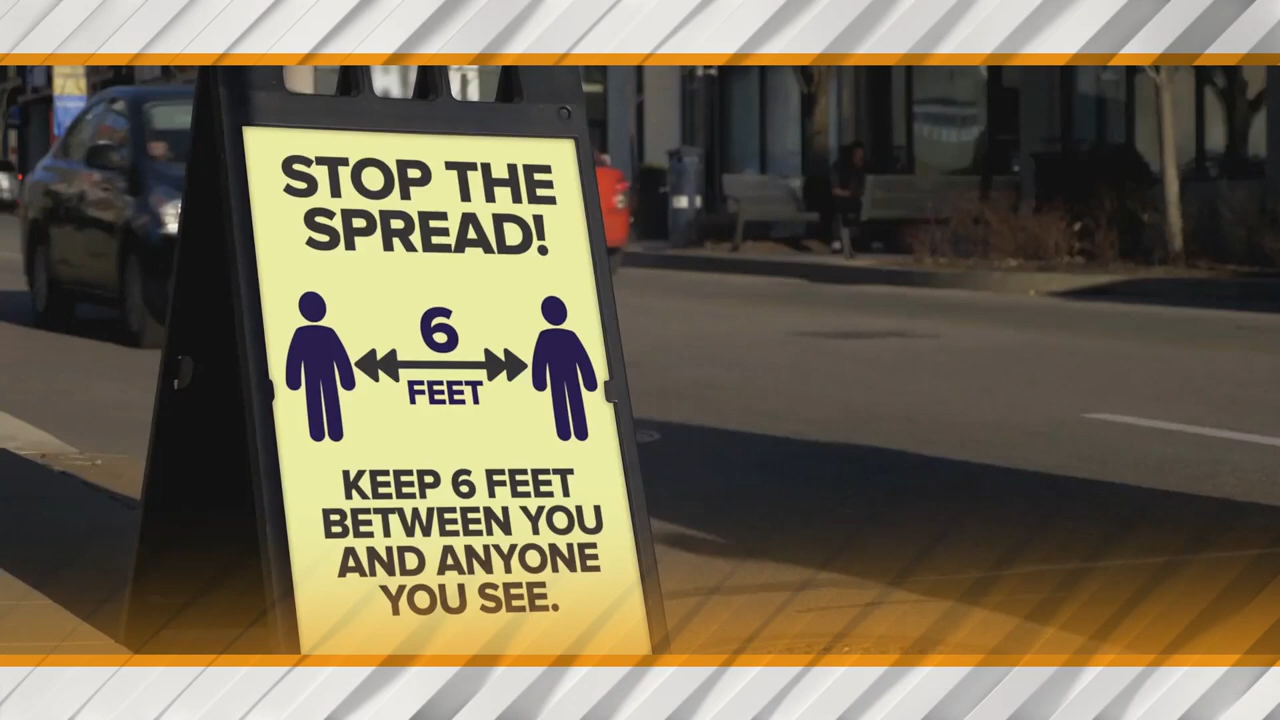 STOP THE
SPREAD!
6
FEET
KEEP 6 FEET
BETWEEN YOU
AND ANYONE
YOU SEE.